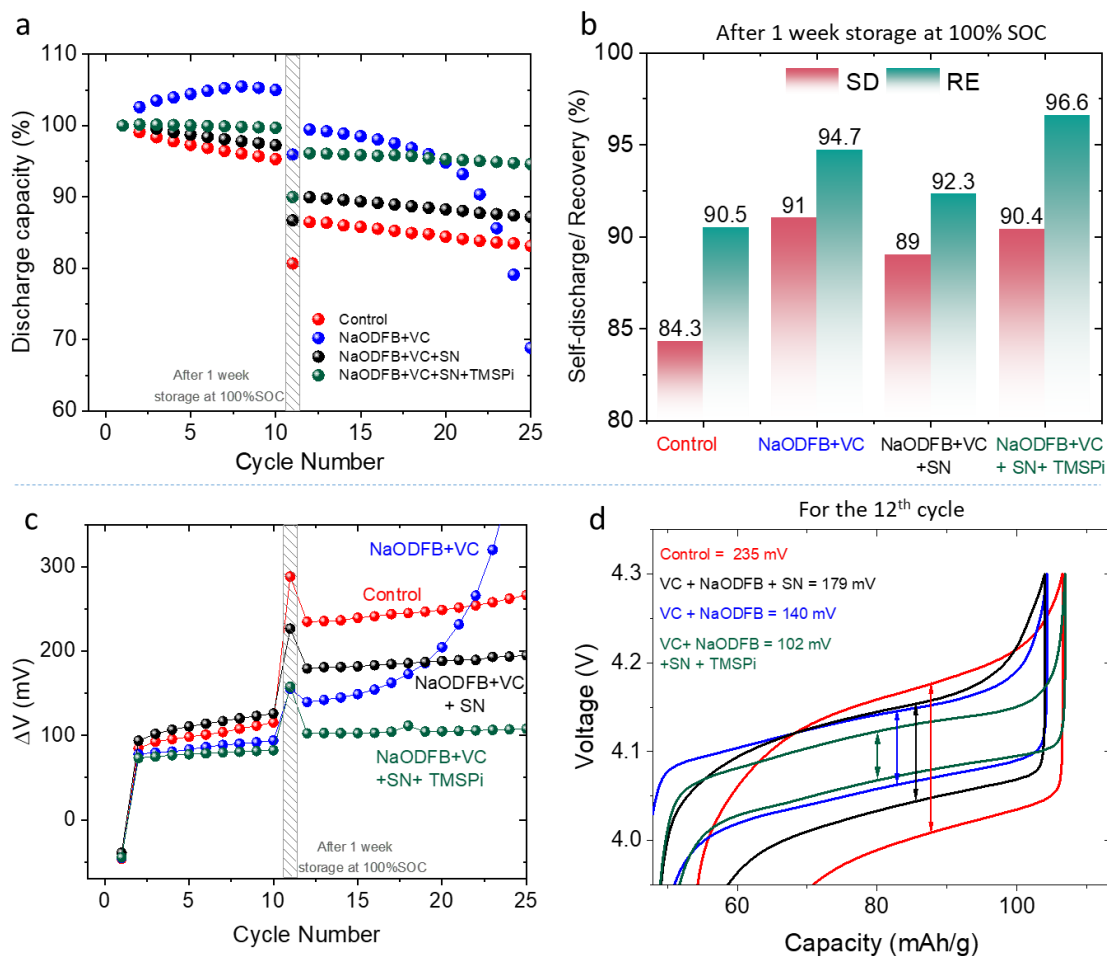 a
Discharge capacity (%)
110
100
90
80
70
60
0
5
10
15
20
25
Cycle Number
Control
NaODFB+VC
NaODFB+VC+SN
NaODFB+VC+SN+TMSPi
After 1 week
storage at 100%SOC
b
After 1 week storage at 100% SOC
Self-discharge/ Recovery (%)
100
95
90
85
80
SD
RE
84.3
90.5
91
94.7
89
92.3
90.4
96.6
Control
NaODFB+VC
NaODFB+VC
+SN
NaODFB+VC
+ SN+ TMSPi
c
ΔV (mV)
300
200
100
0
0
5
10
15
20
25
Cycle Number
NaODFB+VC
Control
NaODFB+VC
+ SN
NaODFB+VC
+SN+ TMSPi
After 1 week
storage at 100%SOC
d
For the 12th cycle
Control = 235 mV
VC + NaODFB + SN = 179 mV
VC + NaODFB = 140 mV
VC+ NaODFB = 102 mV
+SN + TMSPi
Voltage (V)
4.3
4.2
4.1
4.0
60
80
100
Capacity (mAh/g)